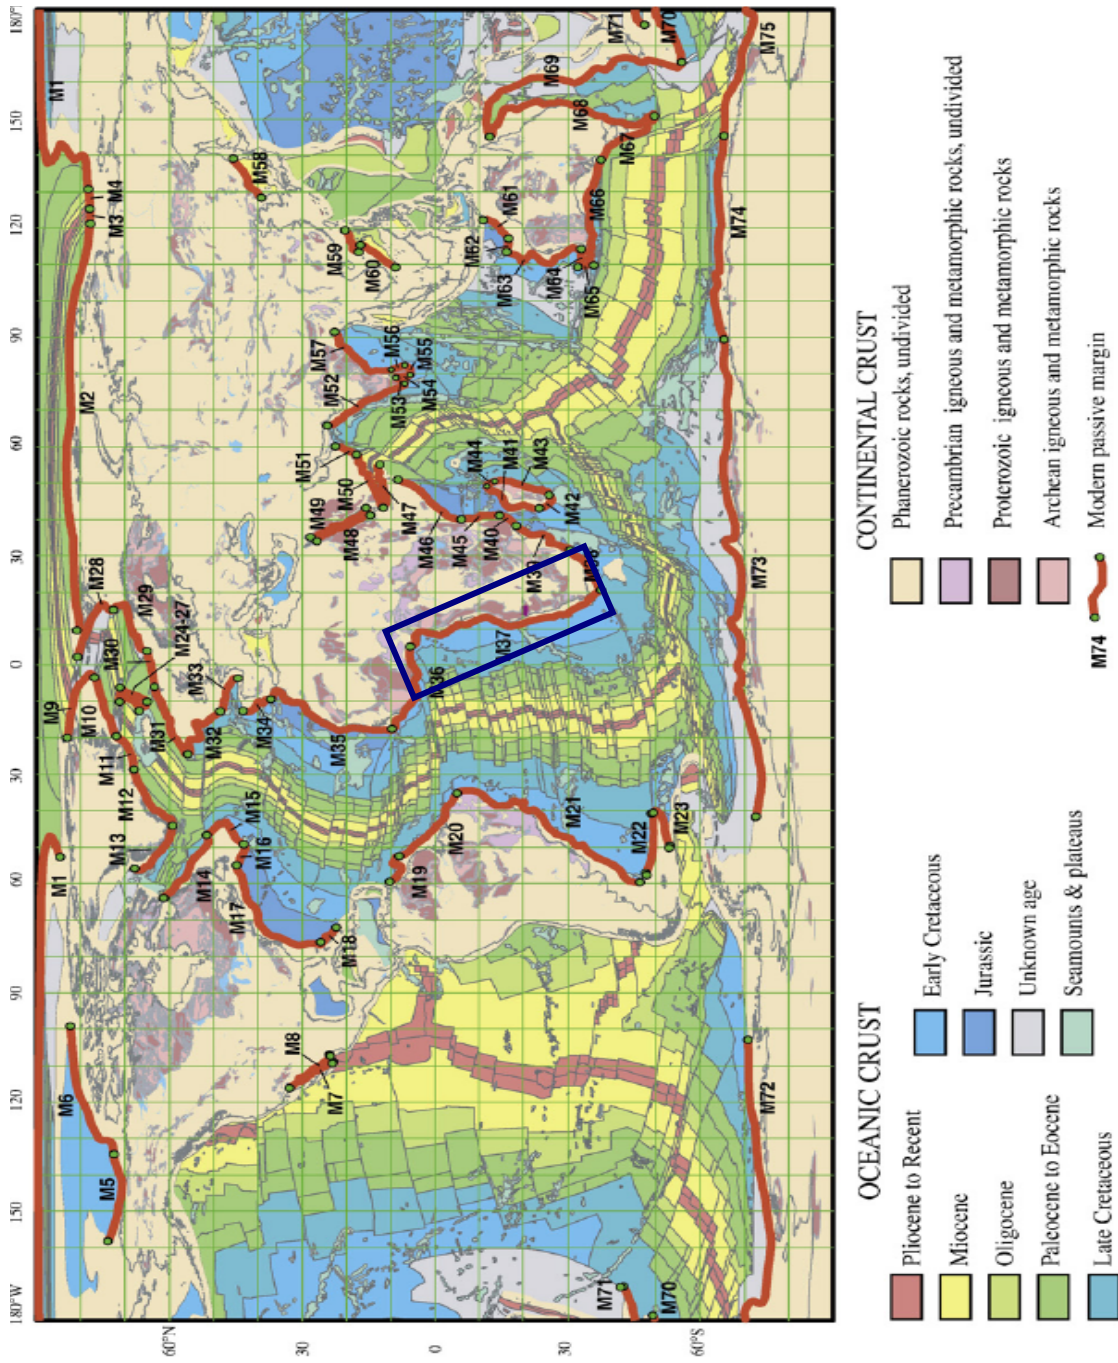 180°W
150
120
90
60
30
0
30
60
90
120
150
180°
60°N
0
30
60°S
M1
M2
M3
M4
M1
M5
M6
M7
M8
M9
M10
M11
M12
M13
M14
M15
M16
M17
M18
M19
M20
M21
M22
M23
M24-27
M28
M29
M30
M31
M32
M33
M34
M35
M36
M37
M38
M39
M40
M41
M42
M43
M44
M45
M46
M47
M48
M49
M50
M51
M52
M53
M54
M55
M56
M57
M58
M59
M60
M61
M62
M63
M64
M65
M66
M67
M68
M69
M70
M71
M70
M71
M72
M73
M74
M75
OCEANIC CRUST
Pliocene to Recent
Miocene
Oligocene
Paleocene to Eocene
Late Cretaceous
Early Cretaceous
Jurassic
Unknown age
Seamounts & plateaus
CONTINENTAL CRUST
Phanerozoic rocks, undivided
Precambrian igneous and metamorphic rocks, undivided
Proterozoic igneous and metamorphic rocks
Archean igneous and metamorphic rocks
M74 Modern passive margin